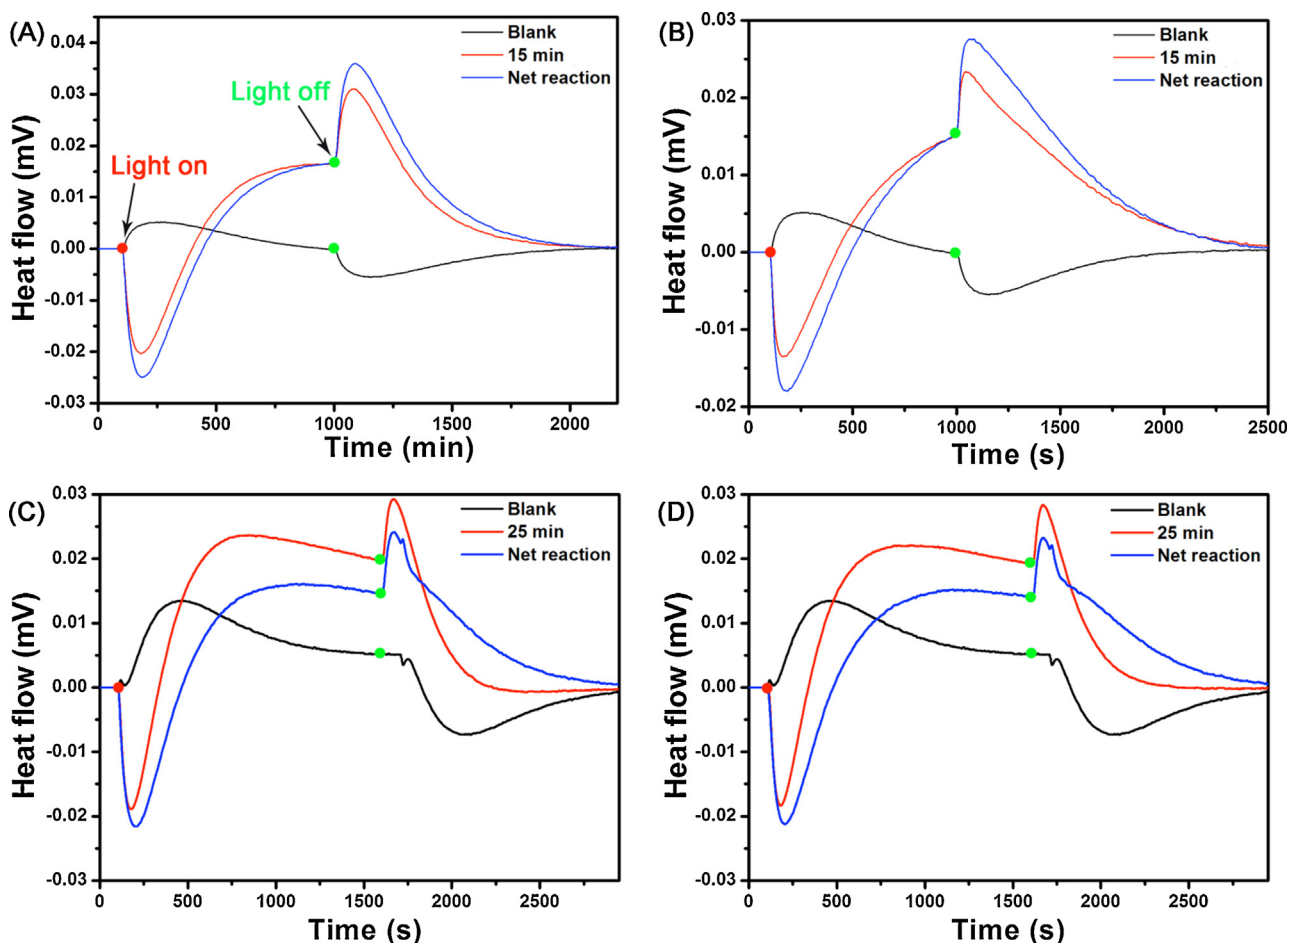 (A)
Blank
15 min
Net reaction
Light off
Light on
Heat flow (mV)
0.04
0.03
0.02
0.01
0.00
-0.01
-0.02
-0.03
0 500 1000 1500 2000
Time (min)
(B)
Blank
15 min
Net reaction
Heat flow (mV)
0.03
0.02
0.01
0.00
-0.01
-0.02
0 500 1000 1500 2000 2500
Time (s)
(C)
Blank
25 min
Net reaction
Heat flow (mV)
0.03
0.02
0.01
0.00
-0.01
-0.02
-0.03
0 500 1000 1500 2000 2500
Time (s)
(D)
Blank
25 min
Net reaction
Heat flow (mV)
0.03
0.02
0.01
0.00
-0.01
-0.02
-0.03
0 500 1000 1500 2000 2500
Time (s)